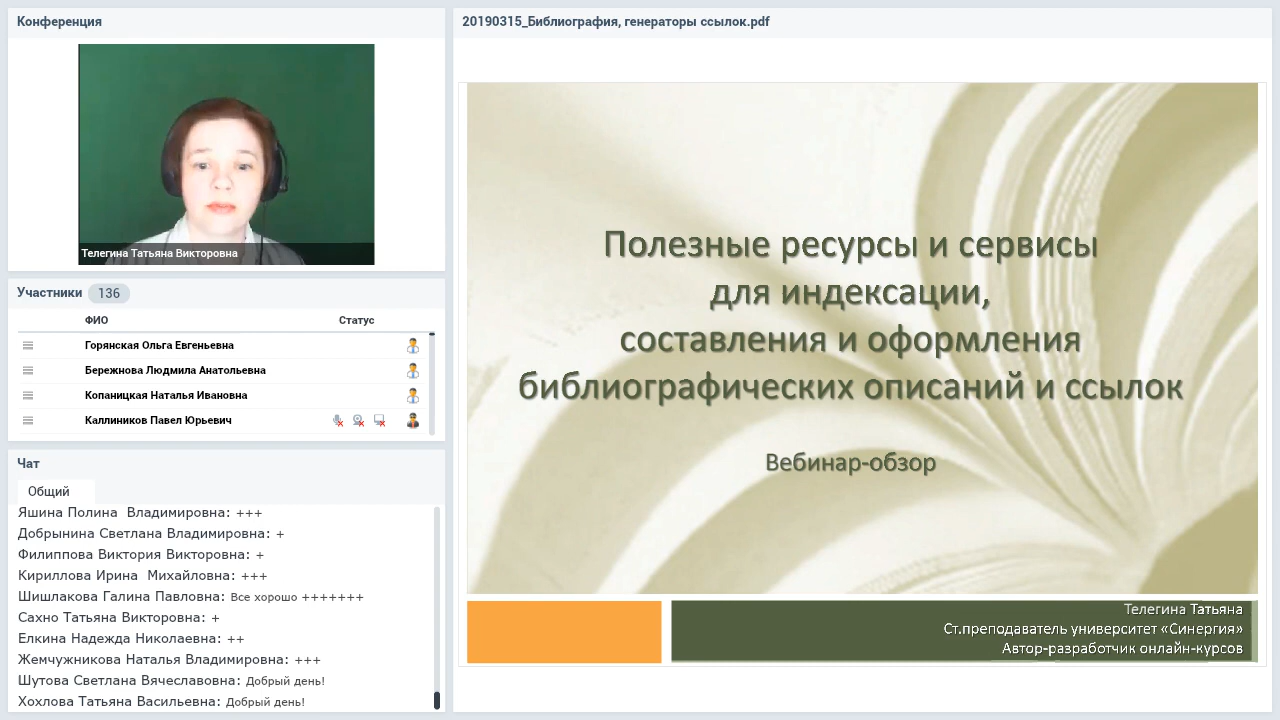 Конференция
Телегина Татьяна Викторовна
Участники 136
ФИО Статус
Горянская Ольга Евгеньевна
Бережнова Людмила Анатольевна
Копаницкая Наталья Ивановна
Каллиников Павел Юрьевич
Чат
Общий
Яшина Полина  Владимировна: +++
Добрынина Светлана Владимировна: +
Филиппова Виктория Викторовна: +
Кириллова Ирина  Михайловна: +++
Шишлакова Галина Павловна: Все хорошо +++++++
Сахно Татьяна Викторовна: +
Елкина Надежда Николаевна: ++
Жемчужникова Наталья Владимировна: +++
Шутова Светлана Вячеславовна: Добрый день!
Хохлова Татьяна Васильевна: Добрый день!
20190315_Библиография, генераторы ссылок.pdf
Полезные ресурсы и сервисы
для индексации,
составления и оформления
библиографических описаний и ссылок
Вебинар-обзор
Телегина Татьяна
Ст.преподаватель университет «Синергия»
Автор-разработчик онлайн-курсов